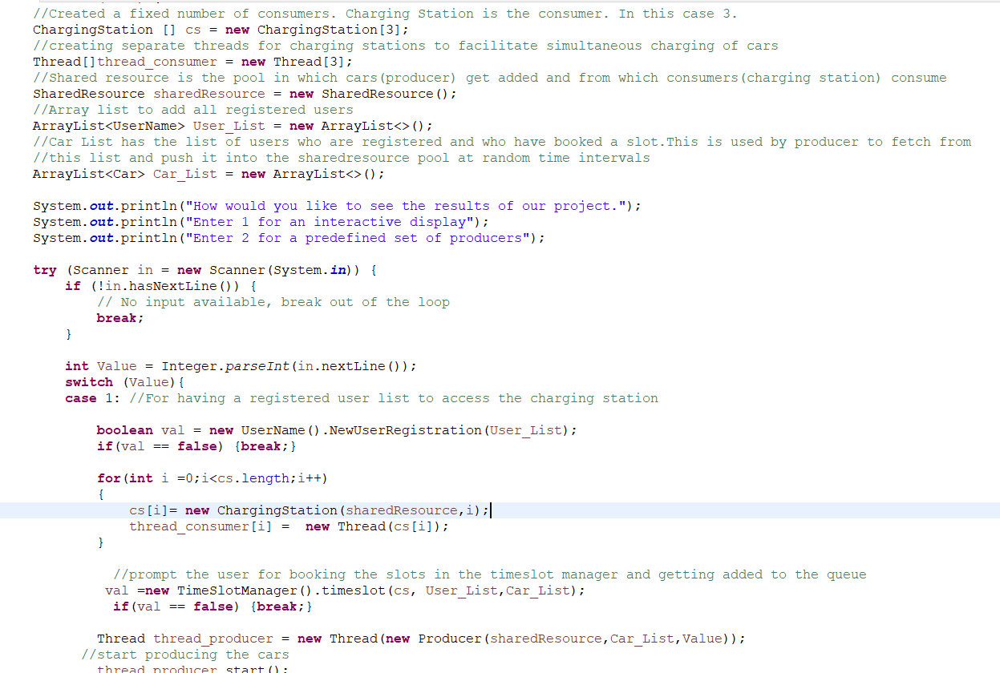 //Created a fixed number of consumers. Charging Station is the consumer. In this case 3.
ChargingStation [] cs = new ChargingStation[3];
//creating separate threads for charging stations to facilitate simultaneous charging of cars
Thread[]thread_consumer = new Thread[3];
//Shared resource is the pool in which cars(producer) get added and from which consumers(charging station) consume
SharedResource sharedResource = new SharedResource();
//Array list to add all registered users
ArrayList<UserName> User_List = new ArrayList<>();
//Car List has the list of users who are registered and who have booked a slot.This is used by producer to fetch from
//this list and push it into the sharedresource pool at random time intervals
ArrayList<Car> Car_List = new ArrayList<>();
System.out.println("How would you like to see the results of our project.");
System.out.println("Enter 1 for an interactive display");
System.out.println("Enter 2 for a predefined set of producers");
try (Scanner in = new Scanner(System.in)) {
if (!in.hasNextLine()) {
// No input available, break out of the loop
break;
}
int Value = Integer.parseInt(in.nextLine());
switch (Value){
case 1: //For having a registered user list to access the charging station
boolean val = new UserName().NewUserRegistration(User_List);
if(val == false) {break;}
for(int i =0;i<cs.length;i++)
{
cs[i]= new ChargingStation(sharedResource,i);
thread_consumer[i] =  new Thread(cs[i]);
}
//prompt the user for booking the slots in the timeslot manager and getting added to the queue
val =new TimeSlotManager().timeslot(cs, User_List,Car_List);
if(val == false) {break;}
Thread thread_producer = new Thread(new Producer(sharedResource,Car_List,Value));
//start producing the cars
thread_producer.start();